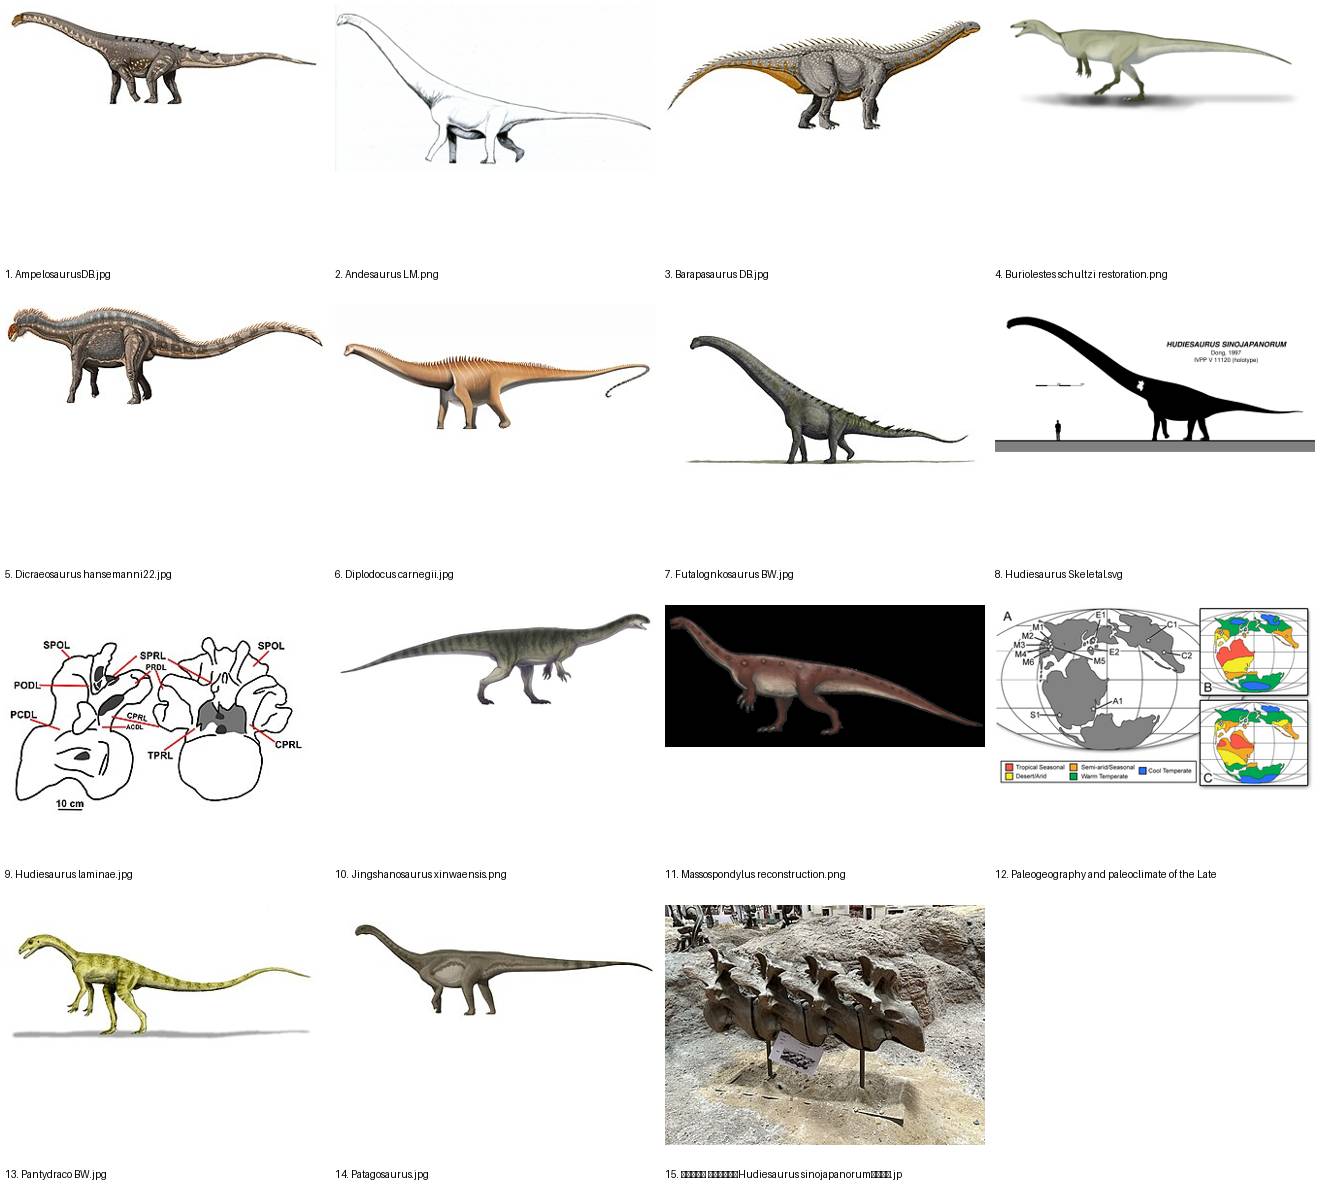 1. AmpelosaurusDB.jpg
2. Andesaurus LM.png
3. Barapasaurus DB.jpg
4. Buriolestes schultzi restoration.png
HUDIESAURUS SINOJAPANORUM
Dong, 1997
IVPP V 11120 (holotype)
5. Dicraeosaurus hansemanni22.jpg
6. Diplodocus carnegii.jpg
7. Futalognkosaurus BW.jpg
8. Hudiesaurus Skeletal.svg
SPOL
SPRL
PRDL
SPOL
PODL
PCDL
CPRL
ACDL
TPRL
CPRL
10 cm
A
E1
M1
M2
M3
M4
M6
M5
E2
C1
C2
S1
A1
B
C
Tropical Seasonal
Semi-arid/Seasonal
Cool Temperate
Desert/Arid
Warm Temperate
9. Hudiesaurus laminae.jpg
10. Jingshanosaurus xinwaensis.png
11. Massospondylus reconstruction.png
12. Paleogeography and paleoclimate of the Late
13. Pantydraco BW.jpg
14. Patagosaurus.jpg
15. Hudiesaurus sinojapanorum .jp